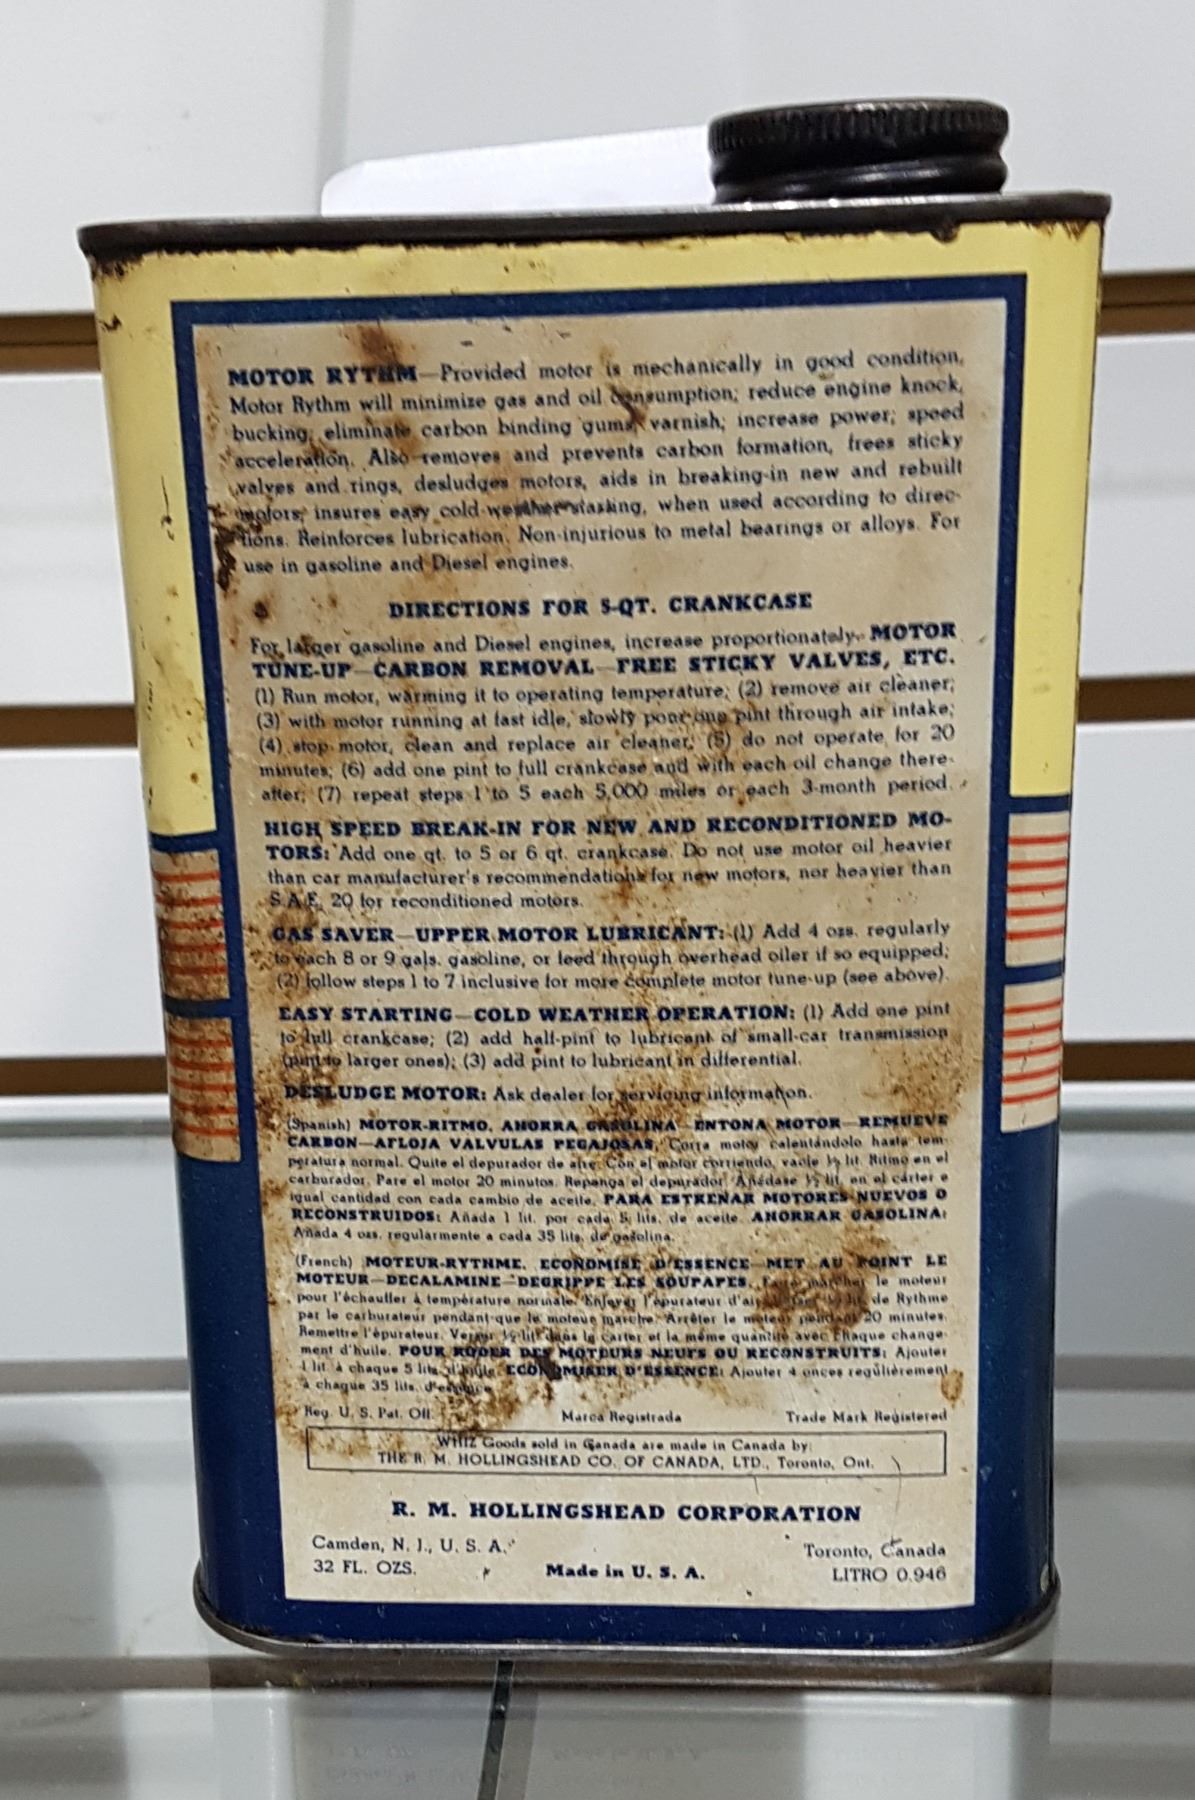 MOTOR RYTHM—Provided motor is mechanically in good condition,
Motor Rythm will minimize gas and oil consumption; reduce engine knock,
bucking; eliminate carbon binding gums, varnish; increase power; speed
acceleration. Also removes and prevents carbon formation, frees sticky
valves and rings, desludges motors, aids in breaking-in new and rebuilt
motors; insures easy cold weather starting, when used according to direc-
tions. Reinforces lubrication. Non-injurious to metal bearings or alloys. For
use in gasoline and Diesel engines.
DIRECTIONS FOR 5-QT. CRANKCASE
For larger gasoline and Diesel engines, increase proportionately. MOTOR
TUNE-UP—CARBON REMOVAL—FREE STICKY VALVES, ETC.
(1) Run motor, warming it to operating temperature; (2) remove air cleaner;
(3) with motor running at fast idle, slowly pour one pint through air intake;
(4) stop motor, clean and replace air cleaner; (5) do not operate for 20
minutes; (6) add one pint to full crankcase and with each oil change there-
after; (7) repeat steps 1 to 5 each 5,000 miles or each 3-month period.
HIGH SPEED BREAK-IN FOR NEW AND RECONDITIONED MO-
TORS: Add one qt. to 5 or 6 qt. crankcase. Do not use motor oil heavier
than car manufacturer's recommendations for new motors, nor heavier than
S.A.E. 20 for reconditioned motors.
GAS SAVER—UPPER MOTOR LUBRICANT: (1) Add 4 ozs. regularly
to each 8 or 9 gals. gasoline, or feed through overhead oiler if so equipped;
(2) follow steps 1 to 7 inclusive for more complete motor tune-up (see above).
EASY STARTING—COLD WEATHER OPERATION: (1) Add one pint
to full crankcase; (2) add half-pint to lubricant of small-car transmission
(pint to larger ones); (3) add pint to lubricant in differential.
DESLUDGE MOTOR: Ask dealer for servicing information.
(Spanish) MOTOR-RITMO. AHORRA GASOLINA—ENTONA MOTOR—REMUEVE
CARBON—AFLOJA VALVULAS PEGAJOSAS. Corra motor calentándolo hasta tem-
peratura normal. Quite el depurador de aire. Con el motor corriendo, vacie ½ lit. Ritmo en el
carburador. Pare el motor 20 minutos. Reponga el depurador. Añádase ½ lit. en el cárter e
igual cantidad con cada cambio de aceite. PARA ESTRENAR MOTORES NUEVOS O
RECONSTRUIDOS: Añada 1 lit. por cada 5 lits. de aceite. AHORRAR GASOLINA:
Añada 4 ozs. regularmente a cada 35 lits. de gasolina.
(French) MOTEUR-RYTHME. ECONOMISE D'ESSENCE—MET AU POINT LE
MOTEUR—DECALAMINE—DEGRIPPE LES SOUPAPES. Faire marcher le moteur
pour l'échauffer à température normale. Enlever l'épurateur d'air. Verser ½ lit. de Rythme
par le carburateur pendant que le moteur marche. Arrêter le moteur pendant 20 minutes.
Remettre l'épurateur. Verser ½ lit. dans le carter et la même quantité avec chaque change-
ment d'huile. POUR RODER DES MOTEURS NEUFS OU RECONSTRUITS: Ajouter
1 lit. à chaque 5 lits. d'huile. ECONOMISER D'ESSENCE: Ajouter 4 onces regûlièrement
à chaque 35 lits. d'essence.
Reg. U. S. Pat. Off. Marca Registrada Trade Mark Registered
WHIZ Goods sold in Canada are made in Canada by:
THE R. M. HOLLINGSHEAD CO. OF CANADA, LTD., Toronto, Ont.
R. M. HOLLINGSHEAD CORPORATION
Camden, N. J., U. S. A. Toronto, Canada
32 FL. OZS. Made in U. S. A. LITRO 0.946